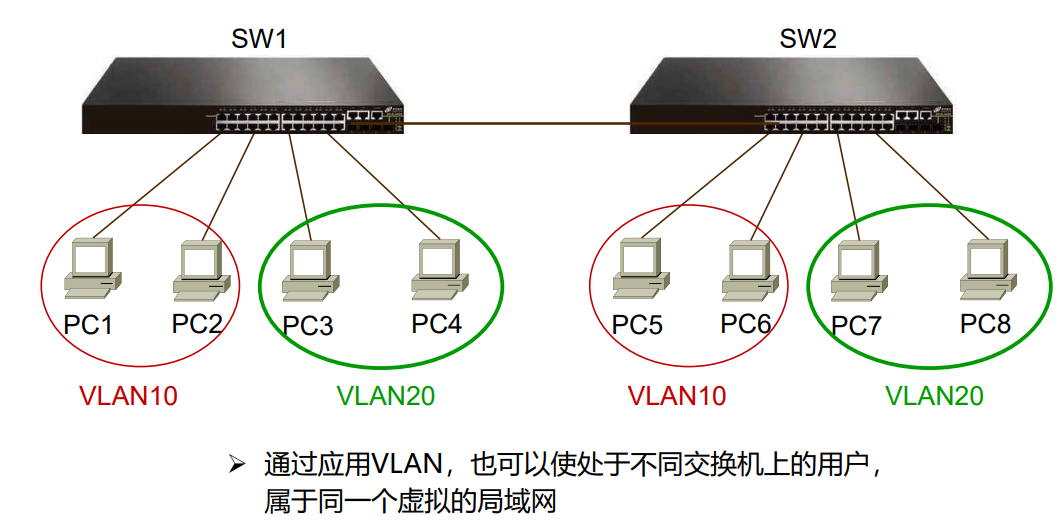 SW1
SW2
PC1
PC2
PC3
PC4
PC5
PC6
PC7
PC8
VLAN10
VLAN20
VLAN10
VLAN20
通过应用VLAN，也可以使处于不同交换机上的用户，
属于同一个虚拟的局域网